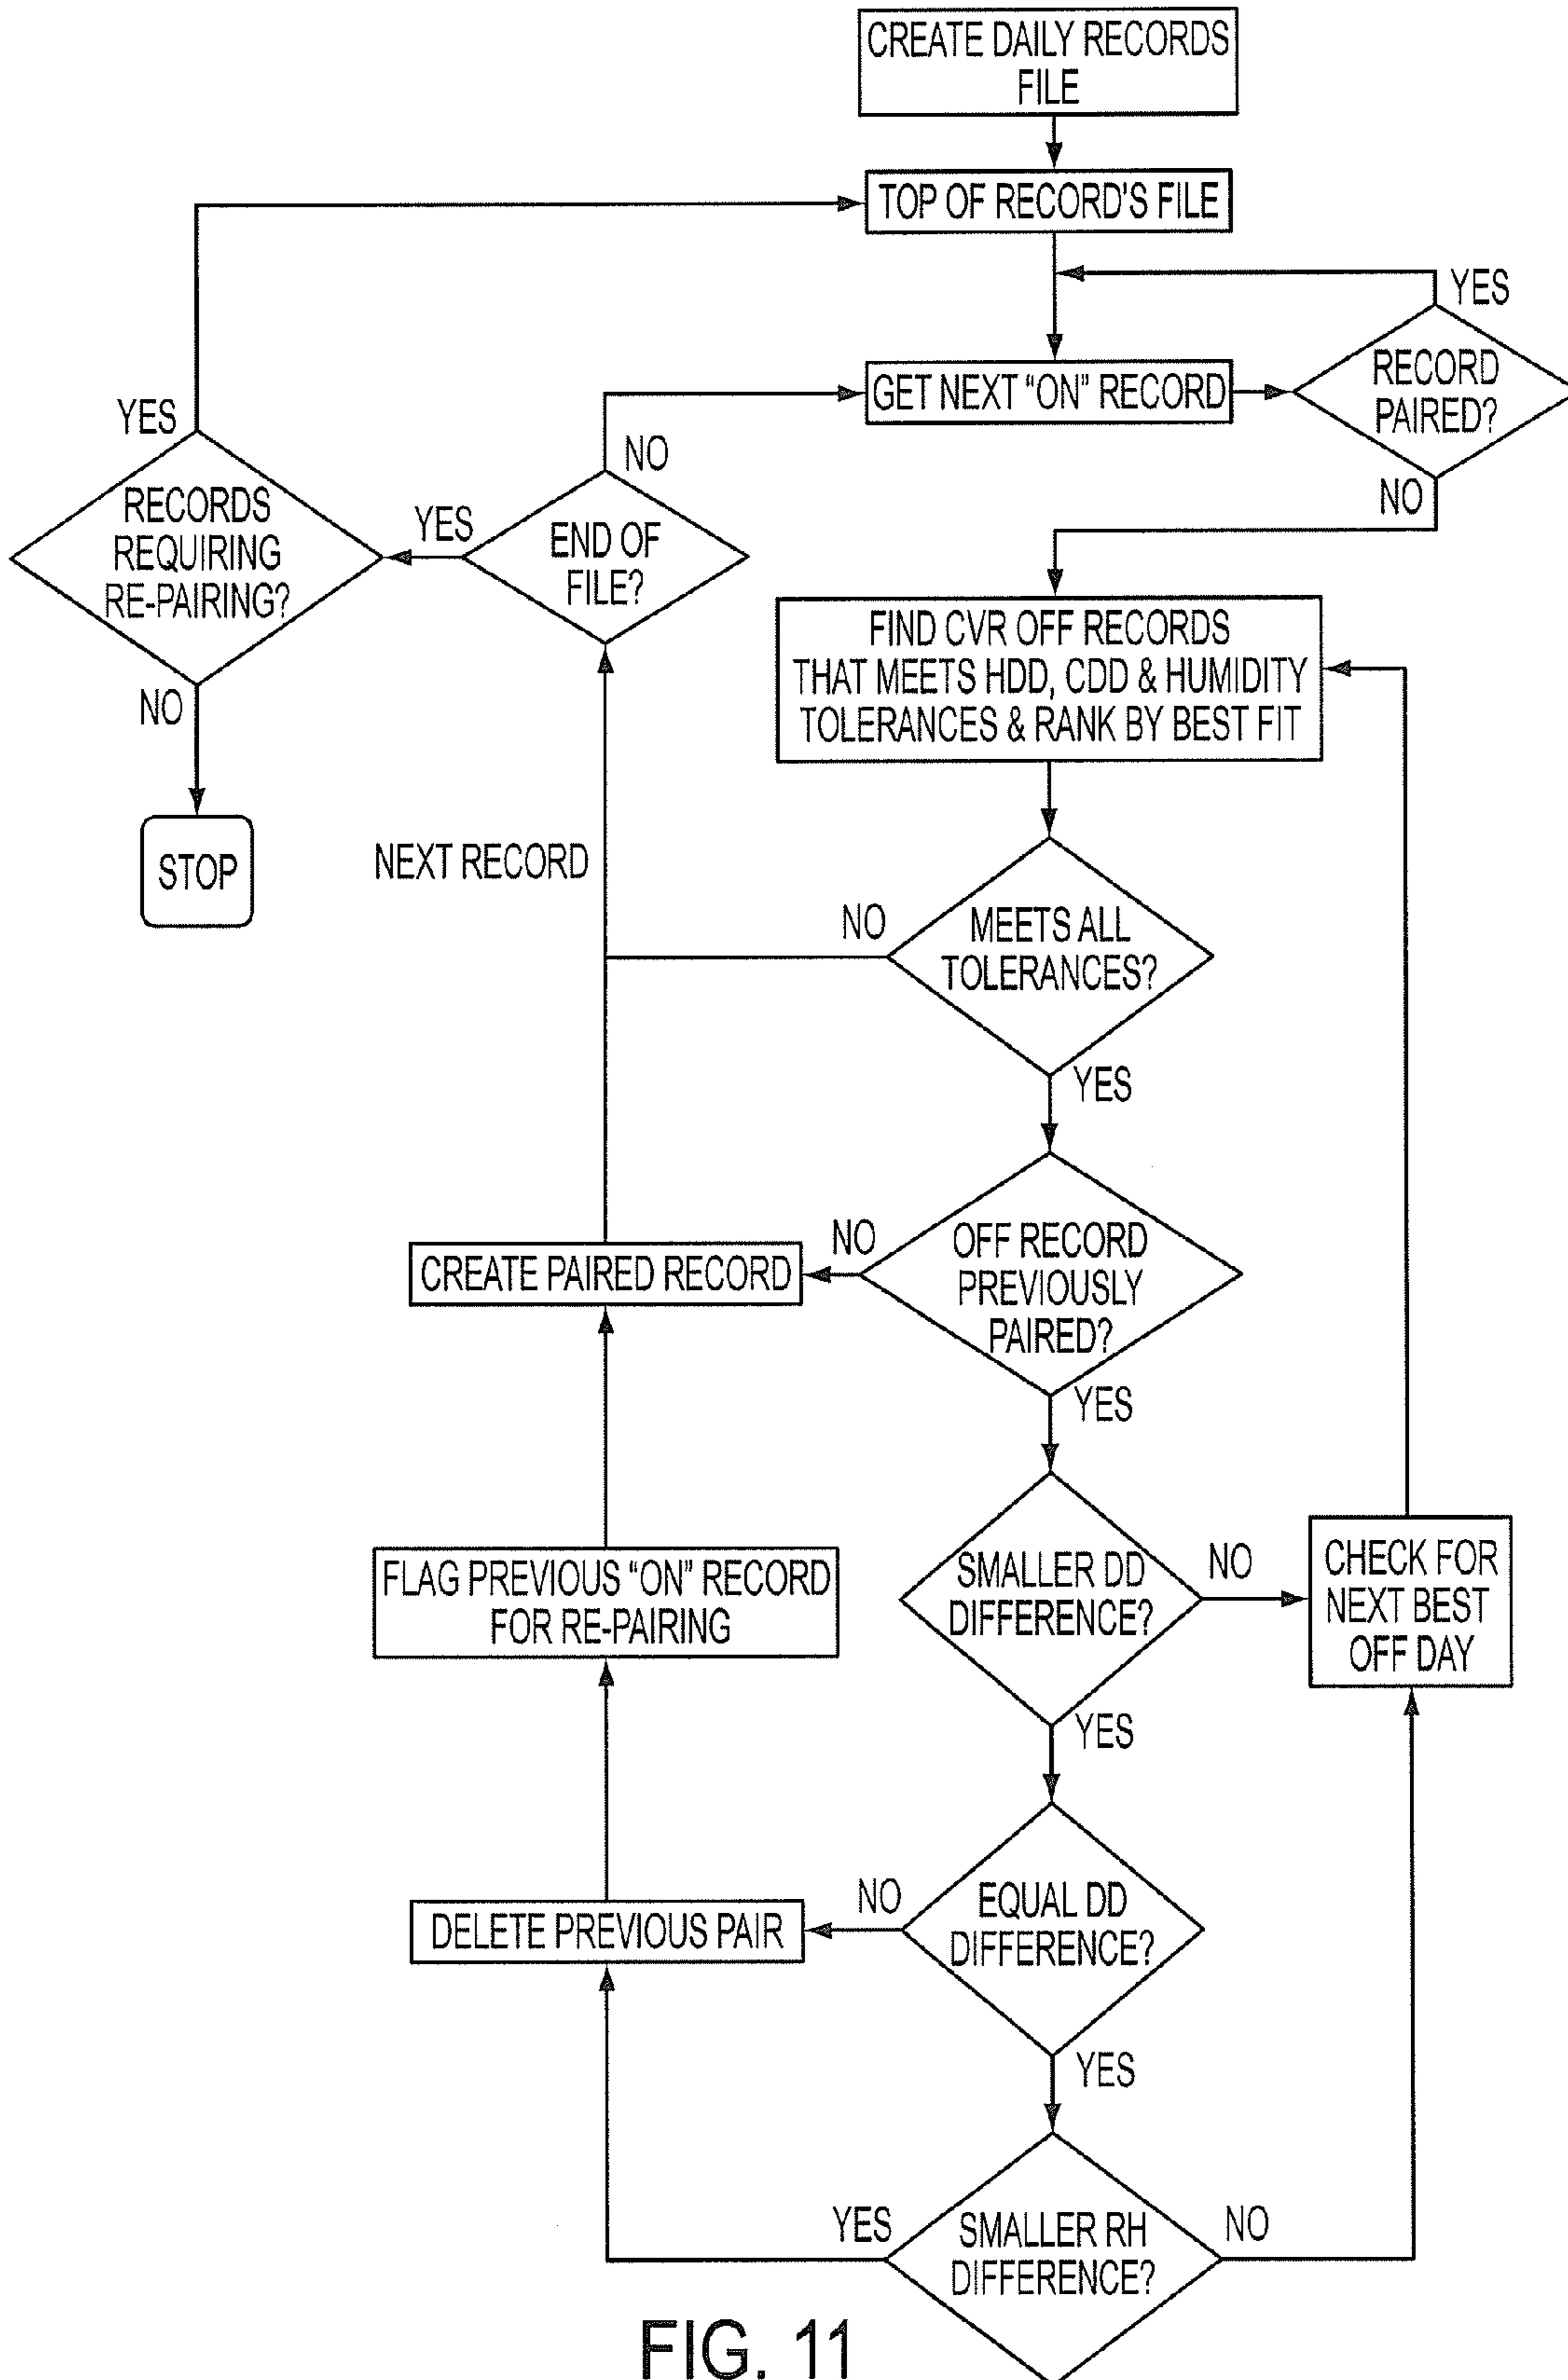 CREATE DAILY RECORDS
FILE
TOP OF RECORD'S FILE
YES
RECORD
PAIRED?
GET NEXT "ON" RECORD
NO
YES
NO
RECORDS
REQUIRING
RE-PAIRING?
YES
END OF
FILE?
NO
STOP
FIND CVR OFF RECORDS
THAT MEETS HDD, CDD & HUMIDITY
TOLERANCES & RANK BY BEST FIT
NEXT RECORD
NO
MEETS ALL
TOLERANCES?
YES
CREATE PAIRED RECORD
NO
OFF RECORD
PREVIOUSLY
PAIRED?
YES
FLAG PREVIOUS "ON" RECORD
FOR RE-PAIRING
SMALLER DD
DIFFERENCE?
NO
CHECK FOR
NEXT BEST
OFF DAY
YES
DELETE PREVIOUS PAIR
NO
EQUAL DD
DIFFERENCE?
YES
YES
SMALLER RH
DIFFERENCE?
NO
FIG. 11